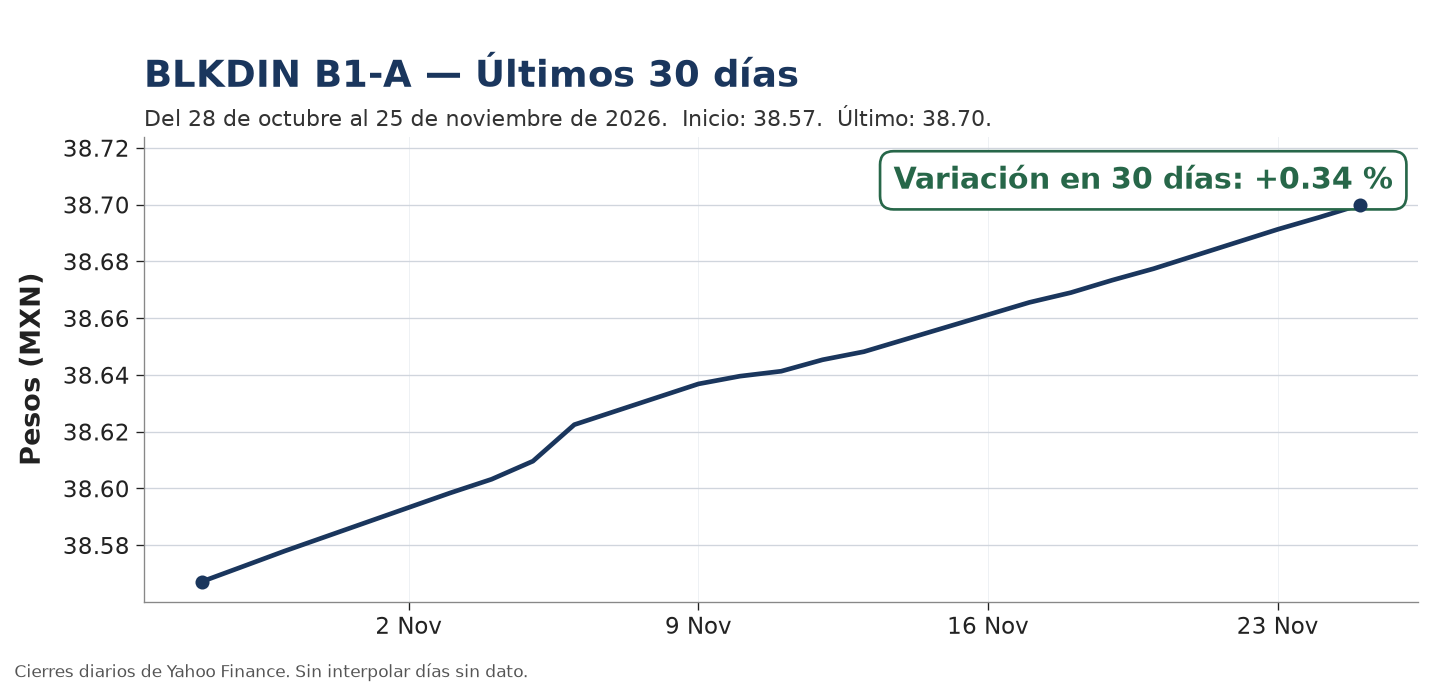 BLKDIN B1-A — Últimos 30 días
Del 28 de octubre al 25 de noviembre de 2026.  Inicio: 38.57.  Último: 38.70.
Variación en 30 días: +0.34 %
Pesos (MXN)
38.72
38.70
38.68
38.66
38.64
38.62
38.60
38.58
2 Nov
9 Nov
16 Nov
23 Nov
Cierres diarios de Yahoo Finance. Sin interpolar días sin dato.